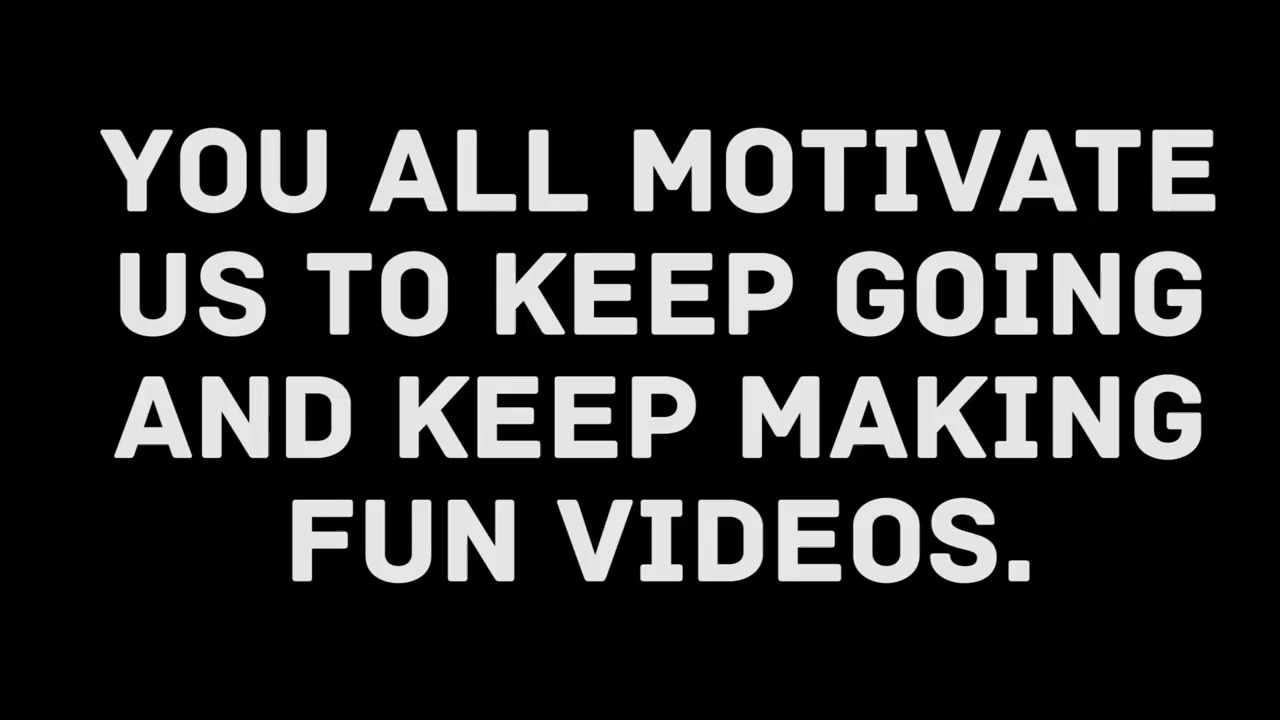 YOU ALL MOTIVATE
US TO KEEP GOING
AND KEEP MAKING
FUN VIDEOS.